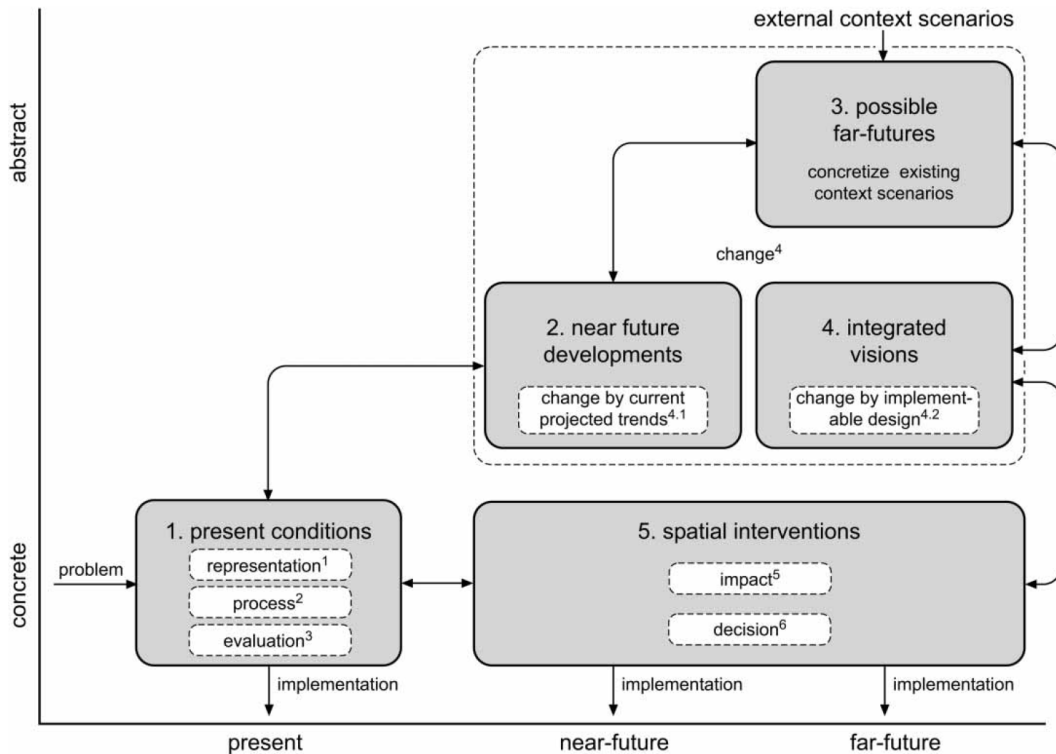 external context scenarios
abstract
3. possible
far-futures
concretize existing
context scenarios
change⁴
2. near future
developments
change by current
projected trends⁴·¹
4. integrated
visions
change by implement-
able design⁴·²
concrete
problem
1. present conditions
representation¹
process²
evaluation³
5. spatial interventions
impact⁵
decision⁶
implementation
implementation
implementation
present
near-future
far-future